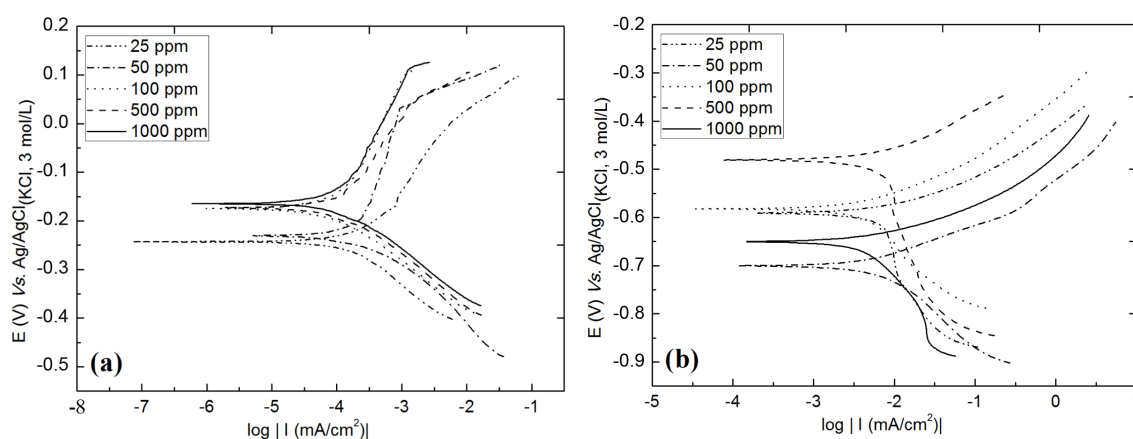 0.2
0.1
0.0
-0.1
-0.2
-0.3
-0.4
-0.5
E (V) Vs. Ag/AgCl(KCl, 3 mol/L)
25 ppm
50 ppm
100 ppm
500 ppm
1000 ppm
(a)
-8 -7 -6 -5 -4 -3 -2 -1
log | I (mA/cm²)|
-0.2
-0.3
-0.4
-0.5
-0.6
-0.7
-0.8
-0.9
E (V) Vs. Ag/AgCl(KCl, 3 mol/L)
25 ppm
50 ppm
100 ppm
500 ppm
1000 ppm
(b)
-5 -4 -3 -2 -1 0
log | I (mA/cm²)|